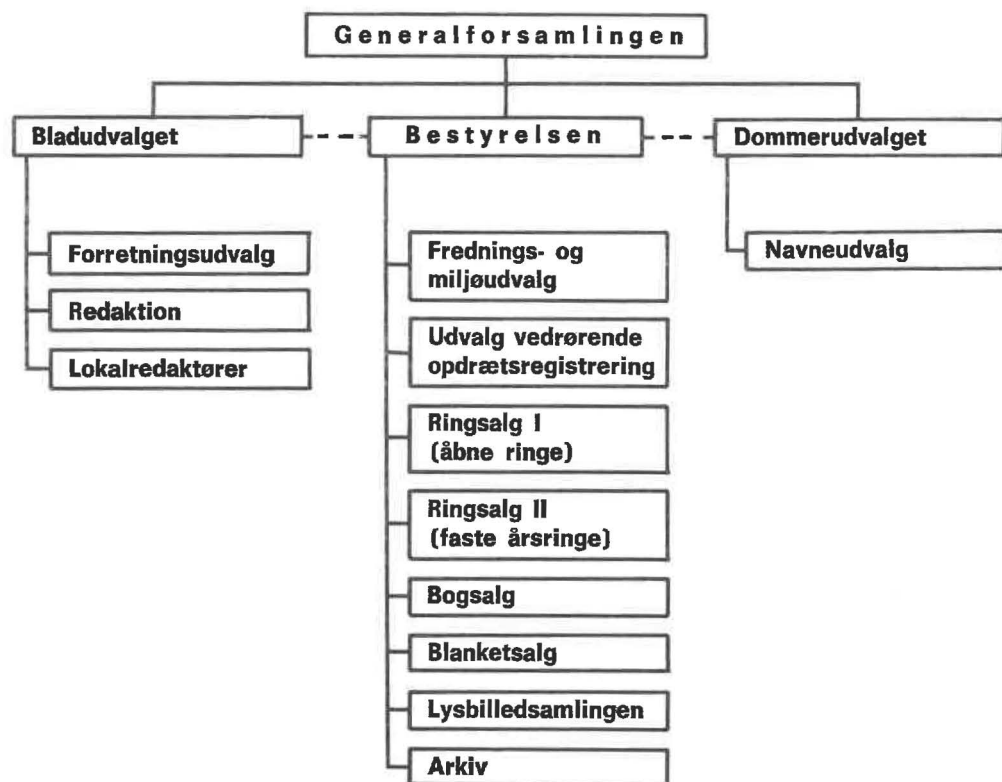 Generalforsamlingen
Bladudvalget
Bestyrelsen
Dommerudvalget
Forretningsudvalg
Redaktion
Lokalredaktører
Frednings- og
miljøudvalg
Udvalg vedrørende
opdrætsregistrering
Ringsalg I
(åbne ringe)
Ringsalg II
(faste årsringe)
Bogsalg
Blanketsalg
Lysbilledsamlingen
Arkiv
Navneudvalg